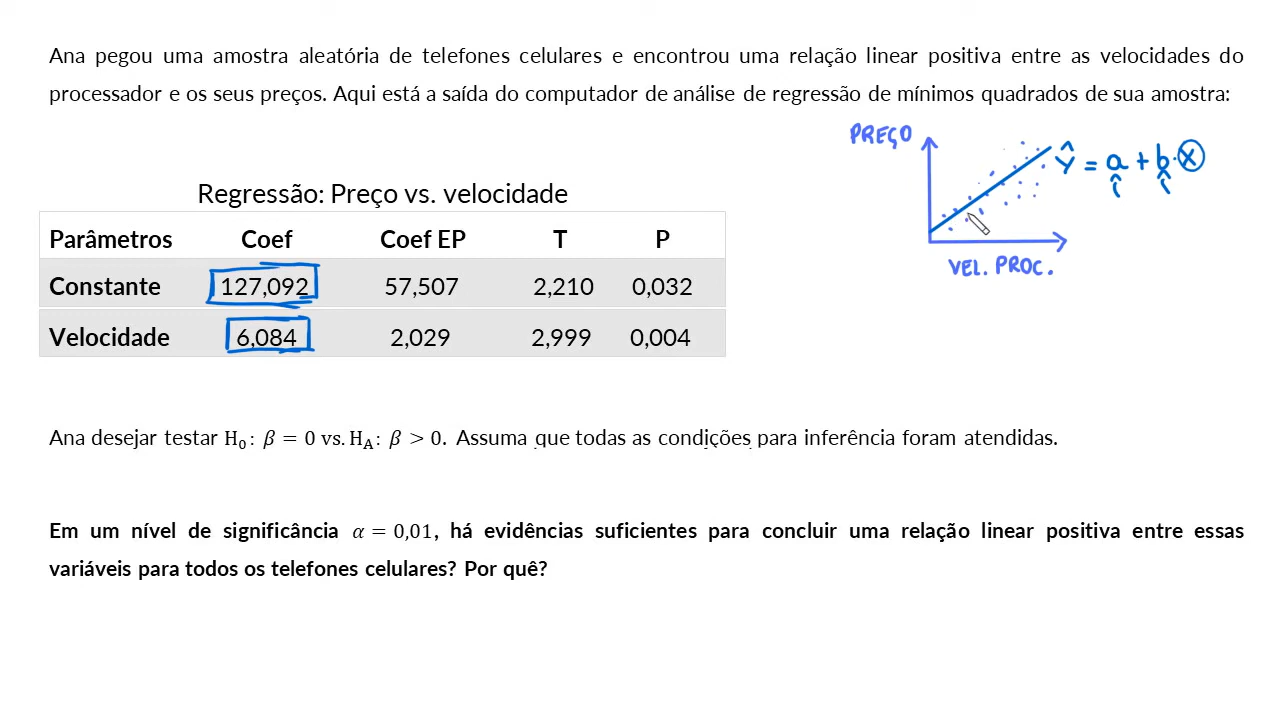 Ana pegou uma amostra aleatória de telefones celulares e encontrou uma relação linear positiva entre as velocidades do
processador e os seus preços. Aqui está a saída do computador de análise de regressão de mínimos quadrados de sua amostra:
PREÇO
ŷ = a + b·x
VEL. PROC.
Regressão: Preço vs. velocidade
Parâmetros Coef Coef EP T P
Constante 127,092 57,507 2,210 0,032
Velocidade 6,084 2,029 2,999 0,004
Ana desejar testar H₀: β = 0 vs. H_A: β > 0. Assuma que todas as condições para inferência foram atendidas.
Em um nível de significância α = 0,01, há evidências suficientes para concluir uma relação linear positiva entre essas
variáveis para todos os telefones celulares? Por quê?